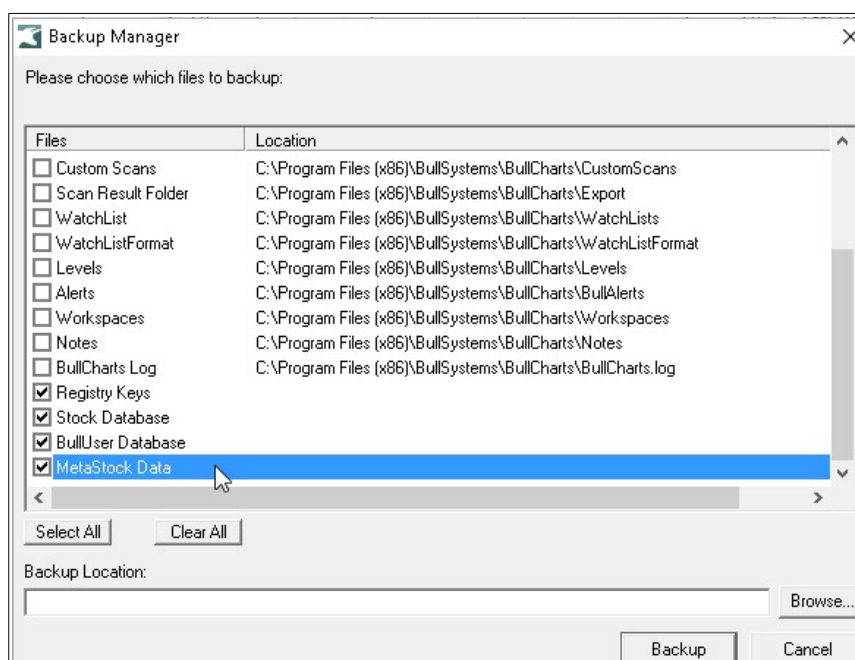 Backup Manager
Please choose which files to backup:
Files Location
Custom Scans C:\Program Files (x86)\BullSystems\BullCharts\CustomScans
Scan Result Folder C:\Program Files (x86)\BullSystems\BullCharts\Export
WatchList C:\Program Files (x86)\BullSystems\BullCharts\WatchLists
WatchListFormat C:\Program Files (x86)\BullSystems\BullCharts\WatchListFormat
Levels C:\Program Files (x86)\BullSystems\BullCharts\Levels
Alerts C:\Program Files (x86)\BullSystems\BullCharts\BullAlerts
Workspaces C:\Program Files (x86)\BullSystems\BullCharts\Workspaces
Notes C:\Program Files (x86)\BullSystems\BullCharts\Notes
BullCharts Log C:\Program Files (x86)\BullSystems\BullCharts\BullCharts.log
Registry Keys
Stock Database
BullUser Database
MetaStock Data
Select All Clear All
Backup Location:
Browse...
Backup Cancel